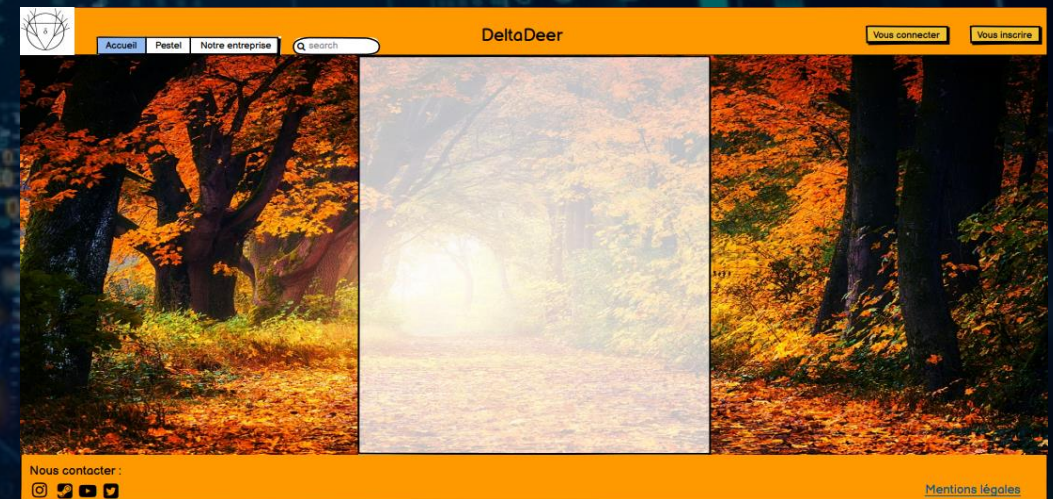 DeltaDeer
Vous connecter
Vous inscrire
Accueil
Pestel
Notre entreprise
search
Nous contacter :
Mentions légales